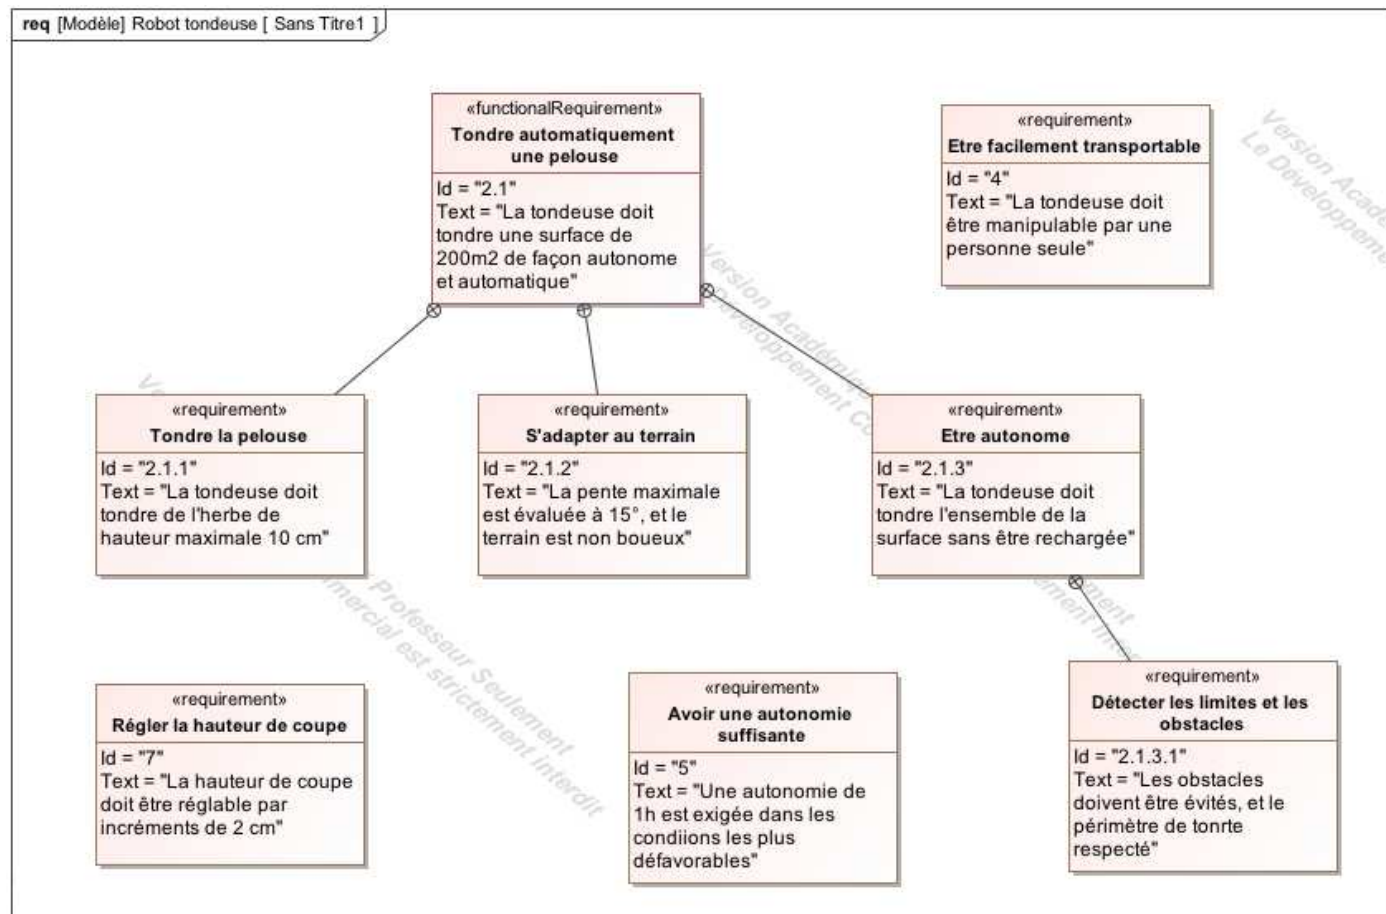 req [Modèle] Robot tondeuse [ Sans Titre1 ]
«functionalRequirement»
Tondre automatiquement
une pelouse
Id = "2.1"
Text = "La tondeuse doit
tondre une surface de
200m2 de façon autonome
et automatique"
«requirement»
Etre facilement transportable
Id = "4"
Text = "La tondeuse doit
être manipulable par une
personne seule"
«requirement»
Tondre la pelouse
Id = "2.1.1"
Text = "La tondeuse doit
tondre de l'herbe de
hauteur maximale 10 cm"
«requirement»
S'adapter au terrain
Id = "2.1.2"
Text = "La pente maximale
est évaluée à 15°, et le
terrain est non boueux"
«requirement»
Etre autonome
Id = "2.1.3"
Text = "La tondeuse doit
tondre l'ensemble de la
surface sans être rechargée"
«requirement»
Régler la hauteur de coupe
Id = "7"
Text = "La hauteur de coupe
doit être réglable par
incréments de 2 cm"
«requirement»
Avoir une autonomie
suffisante
Id = "5"
Text = "Une autonomie de
1h est exigée dans les
condiions les plus
défavorables"
«requirement»
Détecter les limites et les
obstacles
Id = "2.1.3.1"
Text = "Les obstacles
doivent être évités, et le
périmètre de tonrte
respecté"
Version Académique
Développement
Professeur Seulement
est strictement interdit
Version
Le Développement